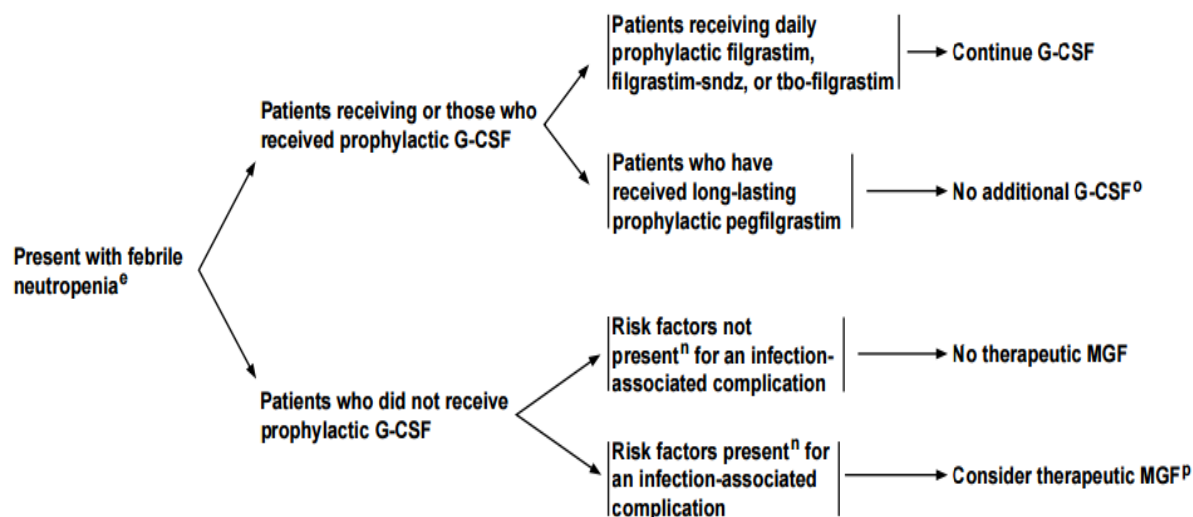 Present with febrile
neutropeniaᵉ
Patients receiving or those who
received prophylactic G-CSF
Patients receiving daily
prophylactic filgrastim,
filgrastim-sndz, or tbo-filgrastim
Continue G-CSF
Patients who have
received long-lasting
prophylactic pegfilgrastim
No additional G-CSFᵒ
Patients who did not receive
prophylactic G-CSF
Risk factors not
presentⁿ for an infection-
associated complication
No therapeutic MGF
Risk factors presentⁿ for
an infection-associated
complication
Consider therapeutic MGFᵖ